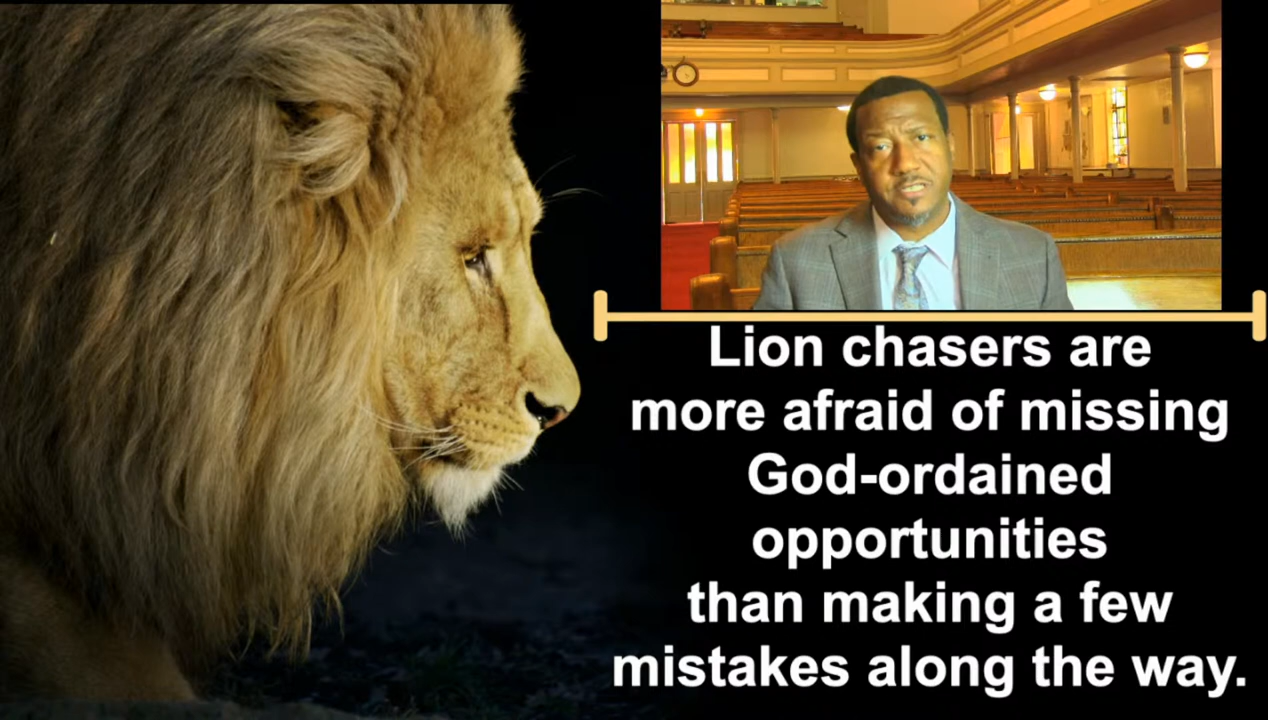 Lion chasers are
more afraid of missing
God-ordained
opportunities
than making a few
mistakes along the way.